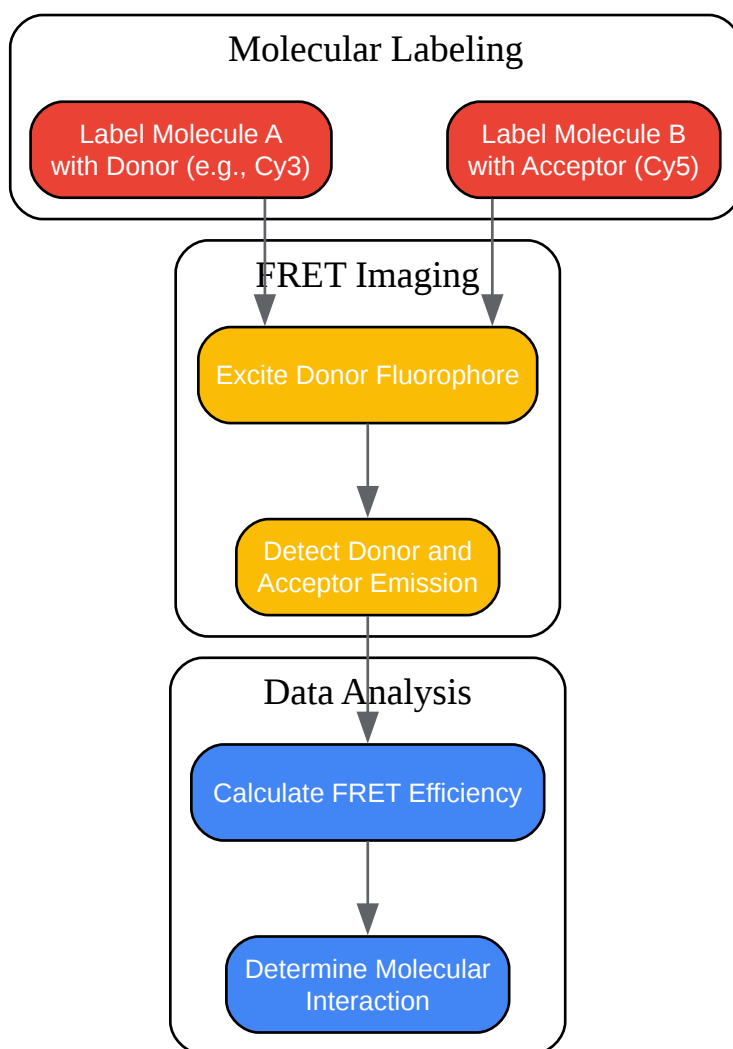 Molecular Labeling
Label Molecule A
with Donor (e.g., Cy3)
Label Molecule B
with Acceptor (Cy5)
FRET Imaging
Excite Donor Fluorophore
Detect Donor and
Acceptor Emission
Data Analysis
Calculate FRET Efficiency
Determine Molecular
Interaction